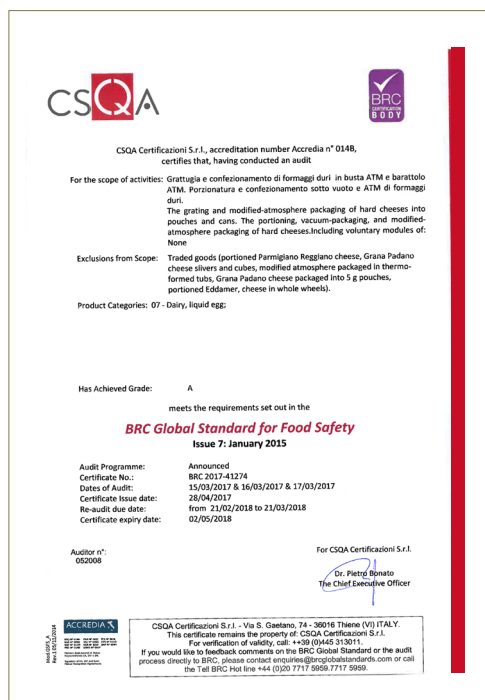 CSQA
BRC
CERTIFICATION
BODY
CSQA Certificazioni S.r.l., accreditation number Accredia n° 014B,
certifies that, having conducted an audit
For the scope of activities: Grattugia e confezionamento di formaggi duri in busta ATM e barattolo
ATM. Porzionatura e confezionamento sotto vuoto e ATM di formaggi
duri.
The grating and modified-atmosphere packaging of hard cheeses into
pouches and cans. The portioning, vacuum-packaging, and modified-
atmosphere packaging of hard cheeses.Including voluntary modules of:
None
Exclusions from Scope: Traded goods (portioned Parmigiano Reggiano cheese, Grana Padano
cheese slivers and cubes, modified atmosphere packaged in thermo-
formed tubs, Grana Padano cheese packaged into 5 g pouches,
portioned Eddamer, cheese in whole wheels).
Product Categories: 07 - Dairy, liquid egg;
Has Achieved Grade: A
meets the requirements set out in the
BRC Global Standard for Food Safety
Issue 7: January 2015
Audit Programme: Announced
Certificate No.: BRC 2017-41274
Dates of Audit: 15/03/2017 & 16/03/2017 & 17/03/2017
Certificate Issue date: 28/04/2017
Re-audit due date: from 21/02/2018 to 21/03/2018
Certificate expiry date: 02/05/2018
Auditor n°:
052008
For CSQA Certificazioni S.r.l.
Dr. Pietro Bonato
The Chief Executive Officer
ACCREDIA
CSQA Certificazioni S.r.l. - Via S. Gaetano, 74 - 36016 Thiene (VI) ITALY.
This certificate remains the property of: CSQA Certificazioni S.r.l.
For verification of validity, call: ++39 (0)445 313011.
If you would like to feedback comments on the BRC Global Standard or the audit
process directly to BRC, please contact enquiries@brcglobalstandards.com or call
the Tell BRC Hot line +44 (0)20 7717 5959.7717 5959.